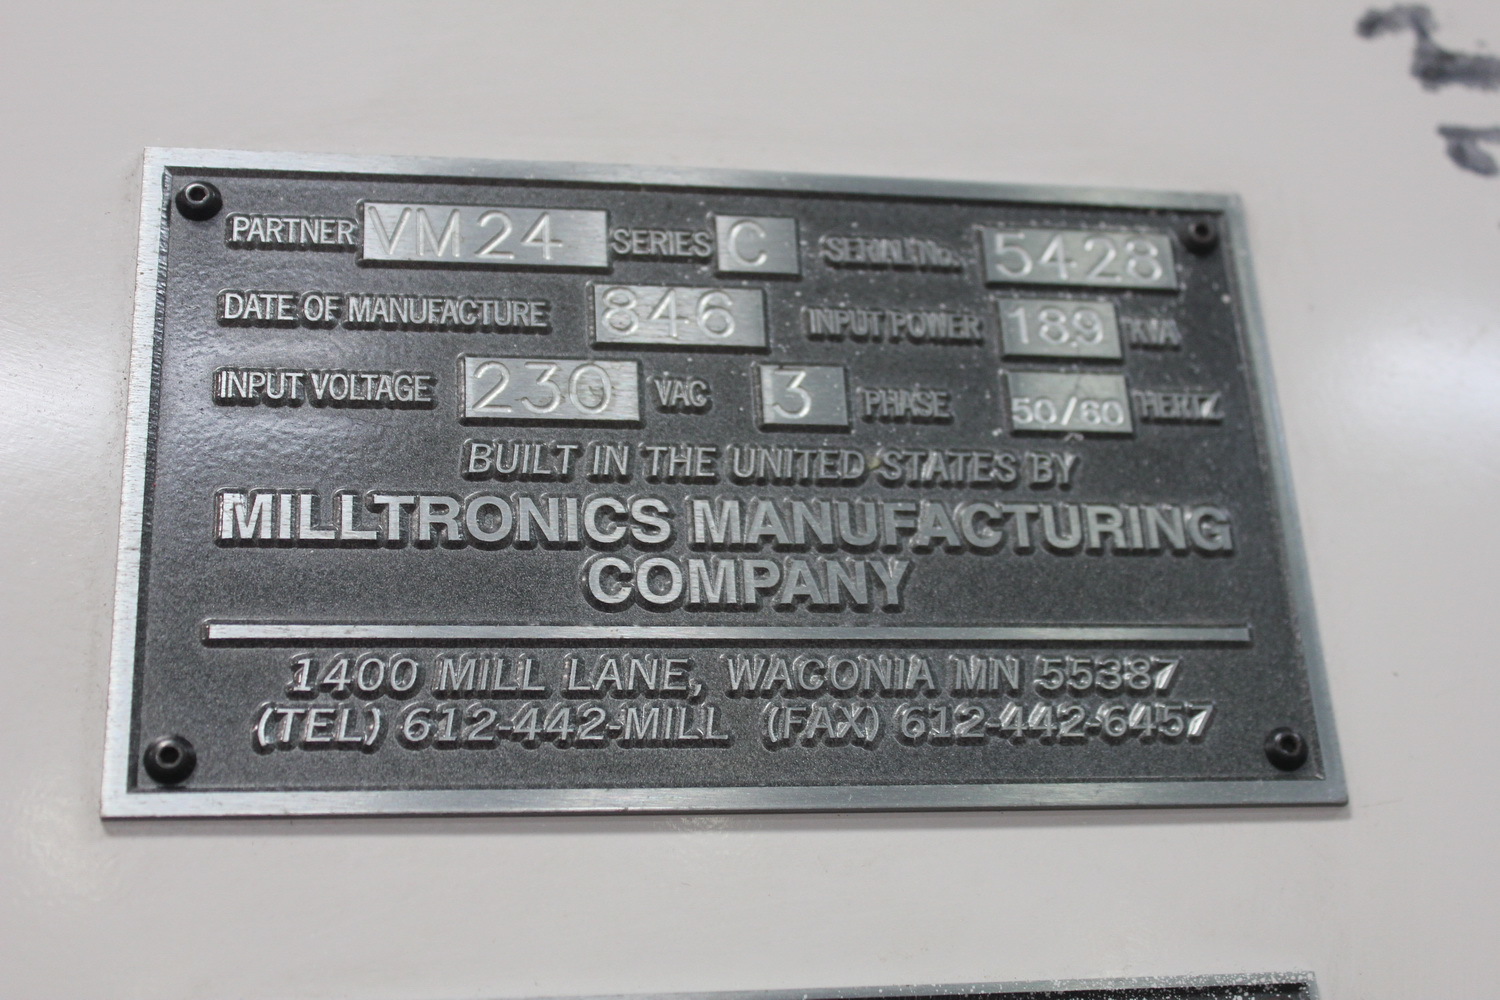 PARTNER VM24 SERIES C SERIAL No. 5428
DATE OF MANUFACTURE 846 INPUT POWER 189 KVA
INPUT VOLTAGE 230 VAC 3 PHASE 50/60 HERTZ
BUILT IN THE UNITED STATES BY
MILLTRONICS MANUFACTURING
COMPANY
1400 MILL LANE, WACONIA MN 55387
(TEL) 612-442-MILL (FAX) 612-442-6457